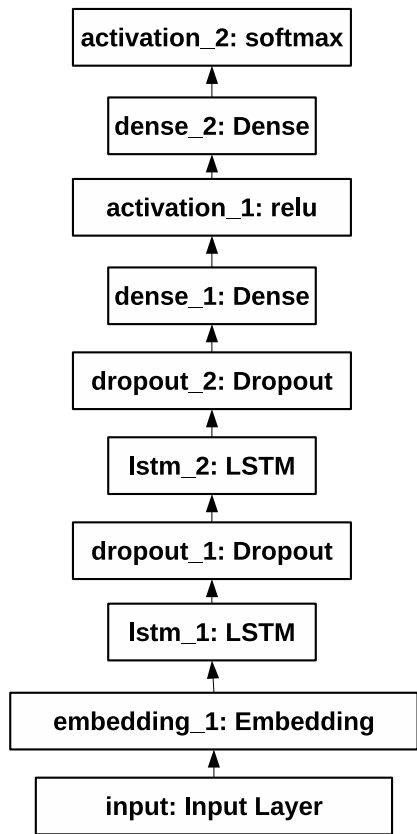 activation_2: softmax
dense_2: Dense
activation_1: relu
dense_1: Dense
dropout_2: Dropout
lstm_2: LSTM
dropout_1: Dropout
lstm_1: LSTM
embedding_1: Embedding
input: Input Layer